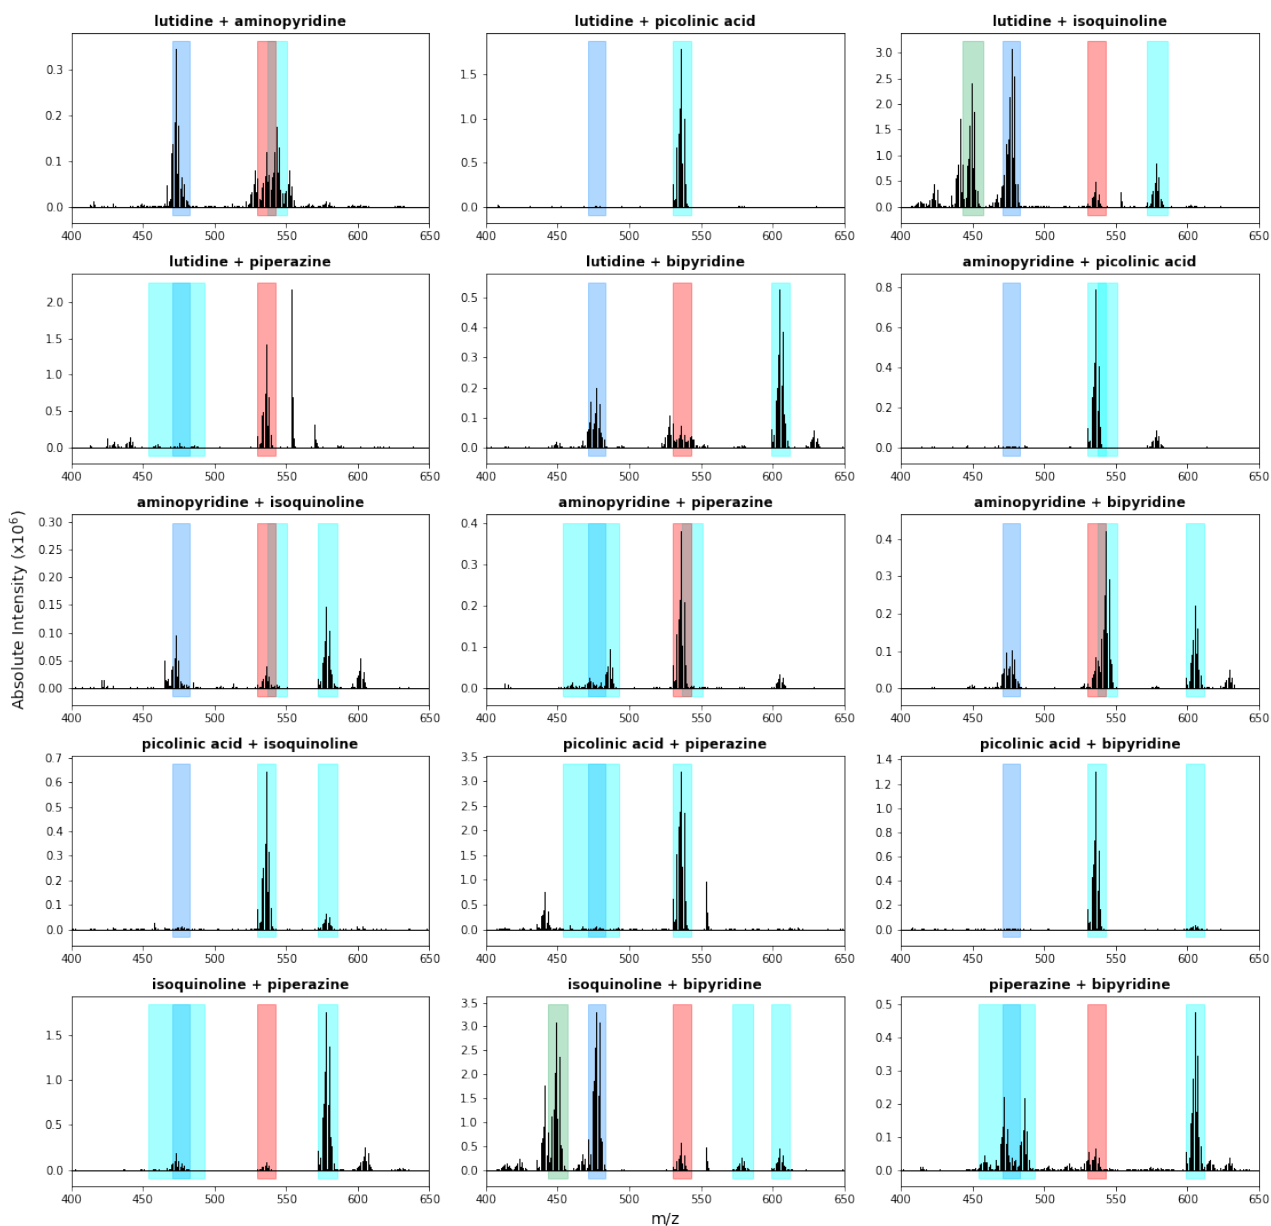 lutidine + aminopyridine
0.3
0.2
0.1
0.0
400 450 500 550 600 650
lutidine + picolinic acid
1.5
1.0
0.5
0.0
400 450 500 550 600 650
lutidine + isoquinoline
3.0
2.5
2.0
1.5
1.0
0.5
0.0
400 450 500 550 600 650
lutidine + piperazine
2.0
1.5
1.0
0.5
0.0
400 450 500 550 600 650
lutidine + bipyridine
0.5
0.4
0.3
0.2
0.1
0.0
400 450 500 550 600 650
aminopyridine + picolinic acid
0.8
0.6
0.4
0.2
0.0
400 450 500 550 600 650
Absolute Intensity (x10⁶)
aminopyridine + isoquinoline
0.30
0.25
0.20
0.15
0.10
0.05
0.00
400 450 500 550 600 650
aminopyridine + piperazine
0.4
0.3
0.2
0.1
0.0
400 450 500 550 600 650
aminopyridine + bipyridine
0.4
0.3
0.2
0.1
0.0
400 450 500 550 600 650
picolinic acid + isoquinoline
0.7
0.6
0.5
0.4
0.3
0.2
0.1
0.0
400 450 500 550 600 650
picolinic acid + piperazine
3.5
3.0
2.5
2.0
1.5
1.0
0.5
0.0
400 450 500 550 600 650
picolinic acid + bipyridine
1.4
1.2
1.0
0.8
0.6
0.4
0.2
0.0
400 450 500 550 600 650
isoquinoline + piperazine
1.5
1.0
0.5
0.0
400 450 500 550 600 650
isoquinoline + bipyridine
3.5
3.0
2.5
2.0
1.5
1.0
0.5
0.0
400 450 500 550 600 650
piperazine + bipyridine
0.5
0.4
0.3
0.2
0.1
0.0
400 450 500 550 600 650
m/z